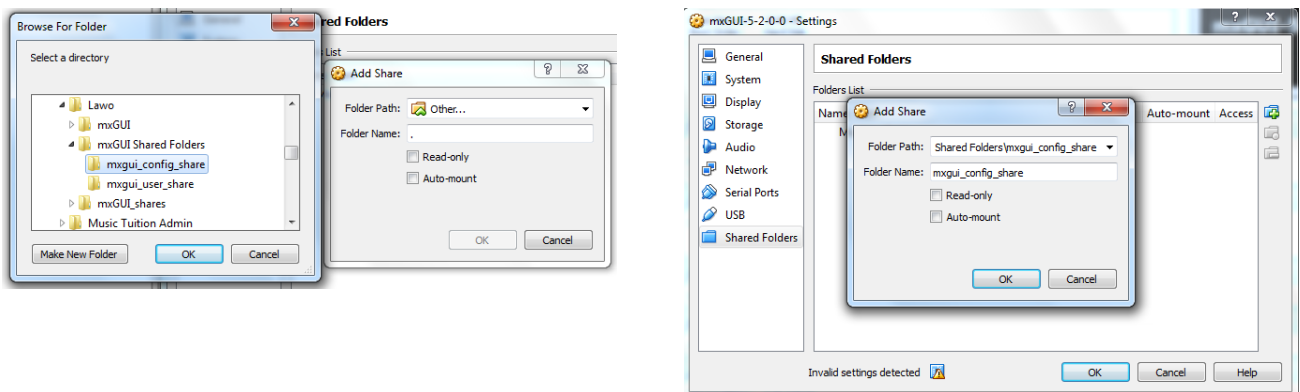 Browse For Folder
Select a directory
Lawo
mxGUI
mxGUI Shared Folders
mxgui_config_share
mxgui_user_share
mxGUI_shares
Music Tuition Admin
Make New Folder
OK
Cancel
red Folders
List
Add Share
Folder Path: Other...
Folder Name: .
Read-only
Auto-mount
OK
Cancel
mxGUI-5-2-0-0 - Settings
General
System
Display
Storage
Audio
Network
Serial Ports
USB
Shared Folders
Shared Folders
Folders List
Name
Auto-mount Access
M
Add Share
Folder Path: Shared Folders\mxgui_config_share
Folder Name: mxgui_config_share
Read-only
Auto-mount
OK
Cancel
Invalid settings detected
OK
Cancel
Help